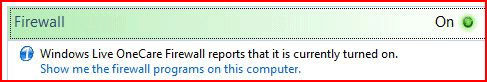 Firewall On
Windows Live OneCare Firewall reports that it is currently turned on.
Show me the firewall programs on this computer.